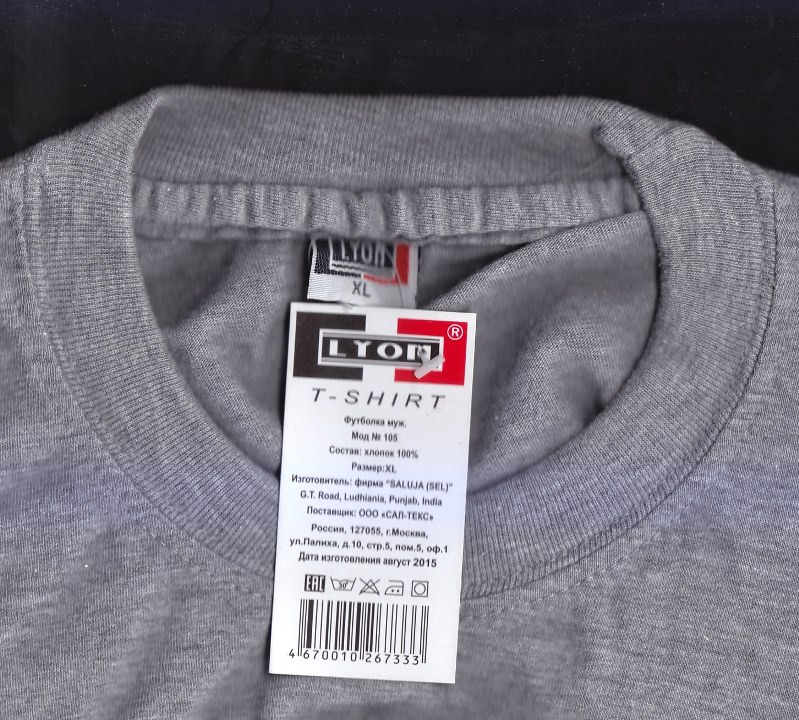 LYON
XL
LYON ®
T-SHIRT
Футболка муж.
Мод № 105
Состав: хлопок 100%
Размер:XL
Изготовитель: фирма "SALUJA (SEL)"
G.T. Road, Ludhiana, Punjab, India
Поставщик: ООО «САЛ-ТЕКС»
Россия, 127055, г.Москва,
ул.Палиха, д.10, стр.5, пом.5, оф.1
Дата изготовления август 2015
EAC 30°
4 670010 267333